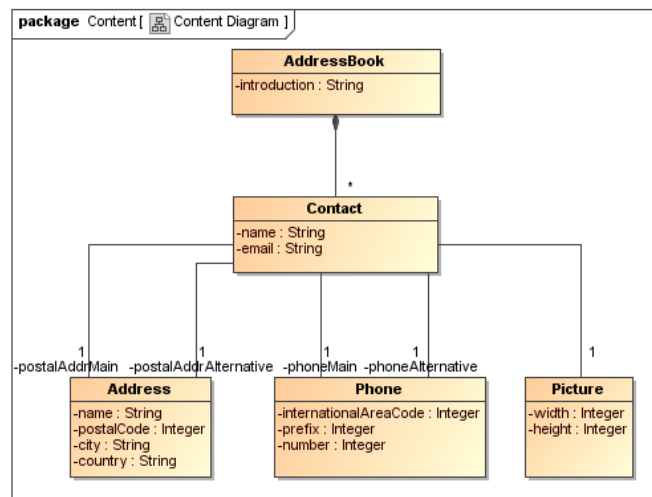 package Content [ Content Diagram ]
AddressBook
-introduction : String
*
Contact
-name : String
-email : String
1 1 1 1 1
-postalAddrMain -postalAddrAlternative -phoneMain -phoneAlternative
Address
-name : String
-postalCode : Integer
-city : String
-country : String
Phone
-internationalAreaCode : Integer
-prefix : Integer
-number : Integer
Picture
-width : Integer
-height : Integer